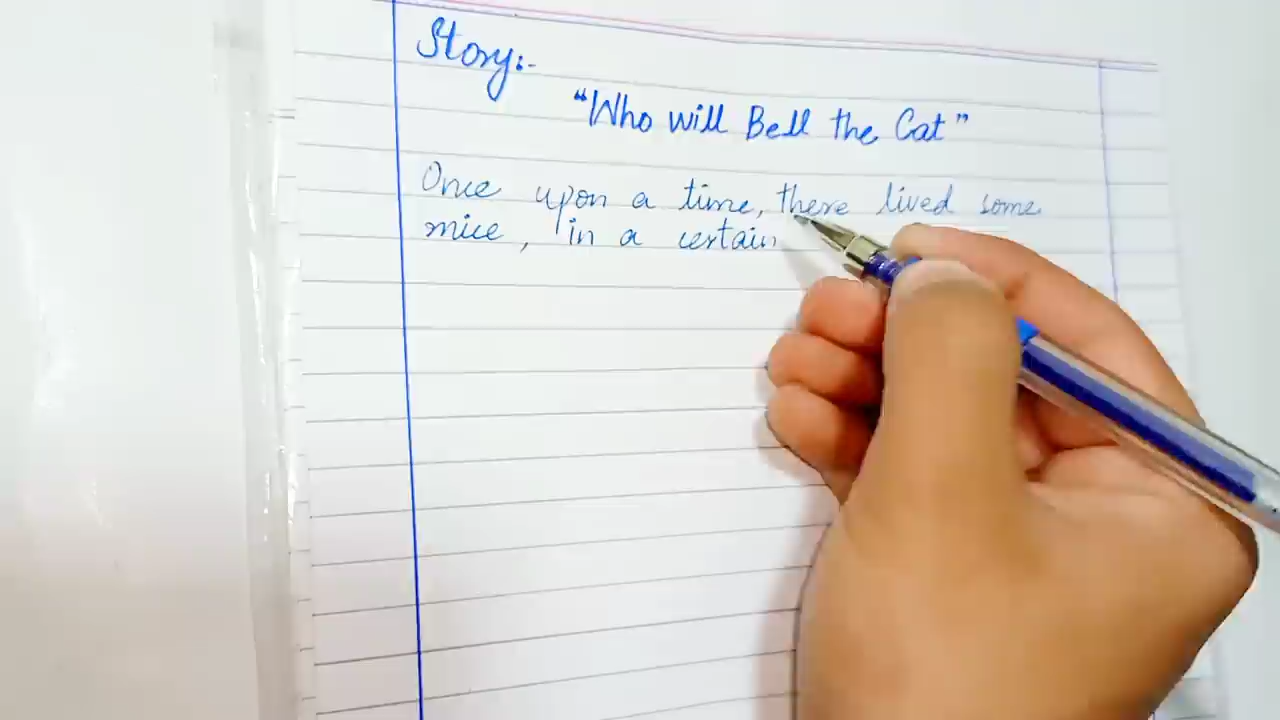 Story:-
"Who will Bell the Cat"
Once upon a time, there lived some
mice, in a certain